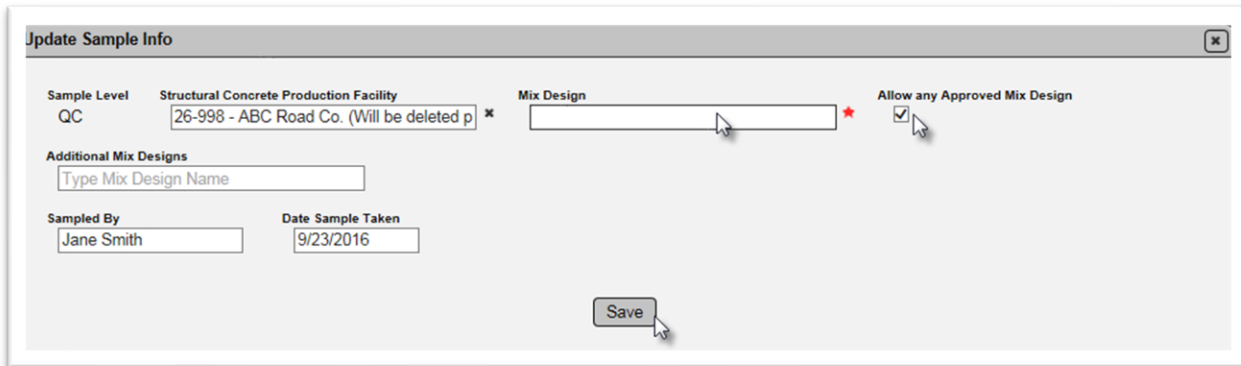 Update Sample Info
Sample Level Structural Concrete Production Facility Mix Design Allow any Approved Mix Design
QC 26-998 - ABC Road Co. (Will be deleted p
Additional Mix Designs
Type Mix Design Name
Sampled By Date Sample Taken
Jane Smith 9/23/2016
Save